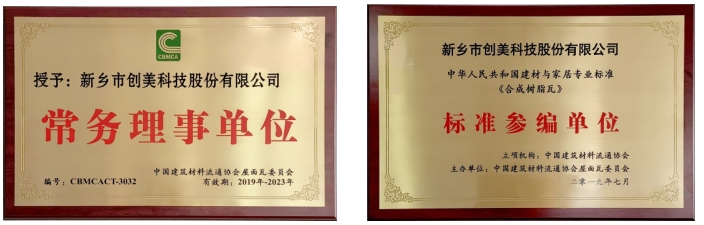 CBMCA
授予：新乡市创美科技股份有限公司
常务理事单位
中国建筑材料流通协会屋面瓦委员会
编号：CBMCACT-3032
有效期：2019年-2023年
新乡市创美科技股份有限公司
中华人民共和国建材与家居专业标准
《合成树脂瓦》
标准参编单位
立项机构：中国建筑材料流通协会
主办单位：中国建筑材料流通协会屋面瓦委员会
二零一九年七月